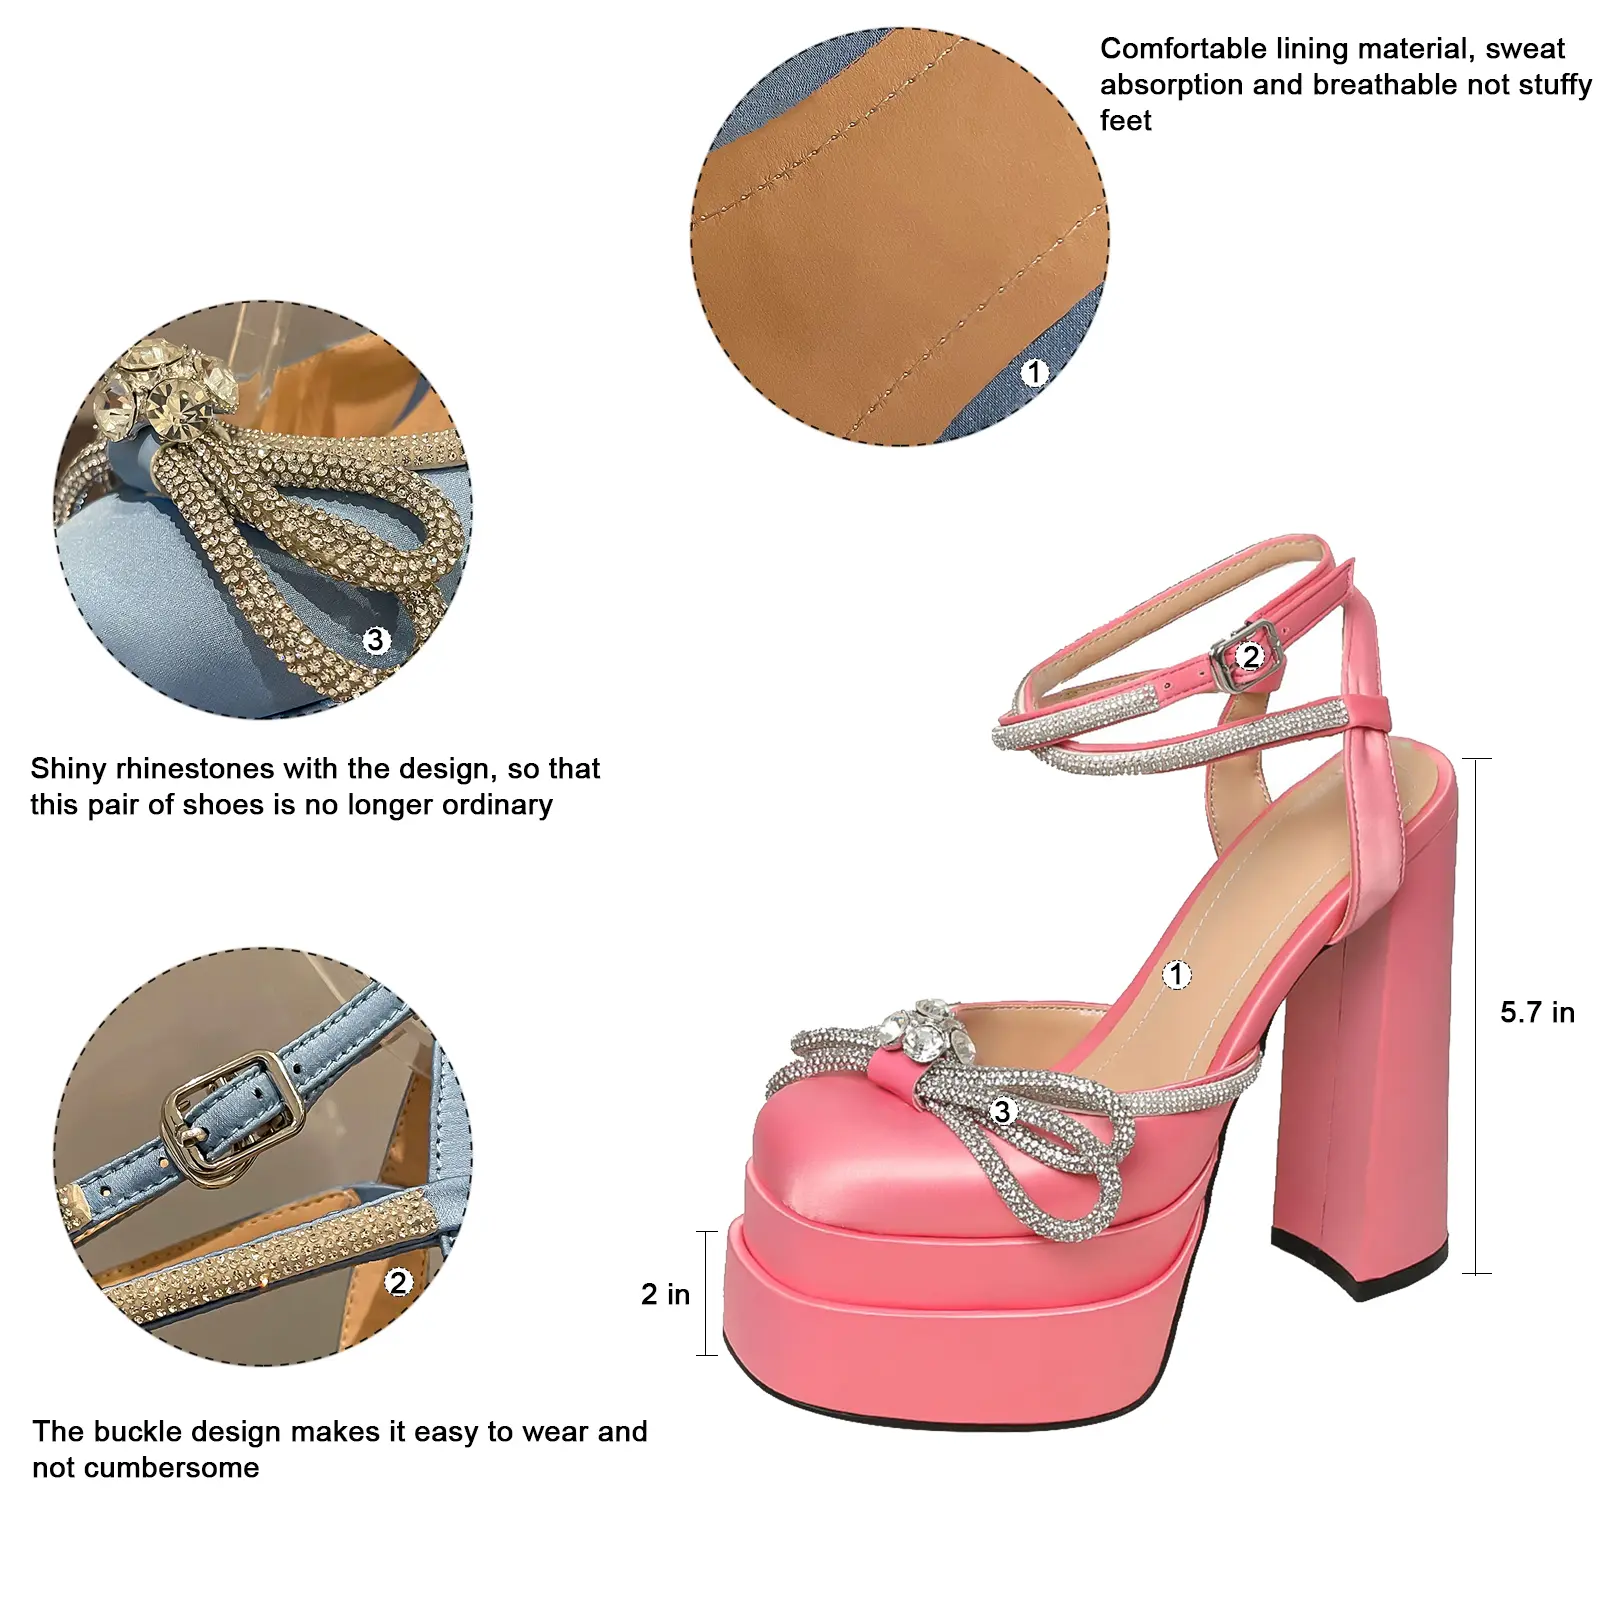 Comfortable lining material, sweat
absorption and breathable not stuffy
feet
1
3
Shiny rhinestones with the design, so that
this pair of shoes is no longer ordinary
2
1
3
5.7 in
2 in
2
The buckle design makes it easy to wear and
not cumbersome